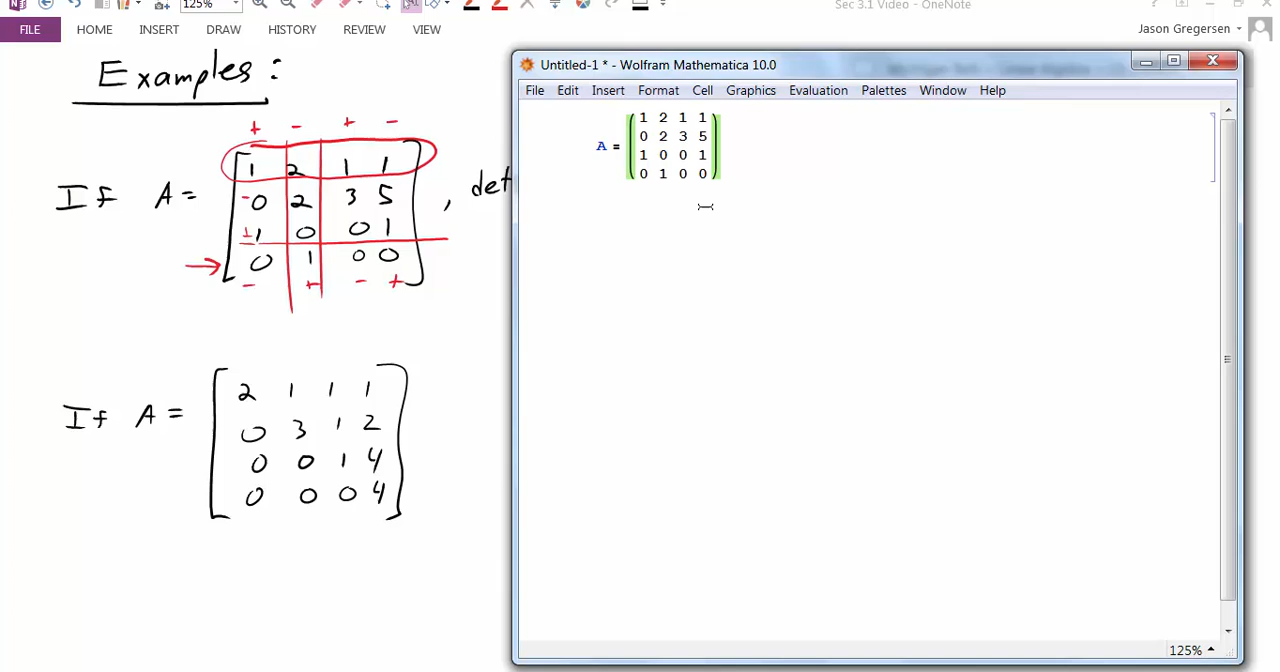 125%
Sec 3.1 Video - OneNote
FILE HOME INSERT DRAW HISTORY REVIEW VIEW
Jason Gregersen
Examples:
+ - + -
If A = [1 2 1 1
-0 2 3 5
+1 0 0 1
→ 0 1 0 0], det
- + - +
If A = [2 1 1 1
0 3 1 2
0 0 1 4
0 0 0 4]
Untitled-1 * - Wolfram Mathematica 10.0
File Edit Insert Format Cell Graphics Evaluation Palettes Window Help
A = (1 2 1 1
0 2 3 5
1 0 0 1
0 1 0 0)
125%